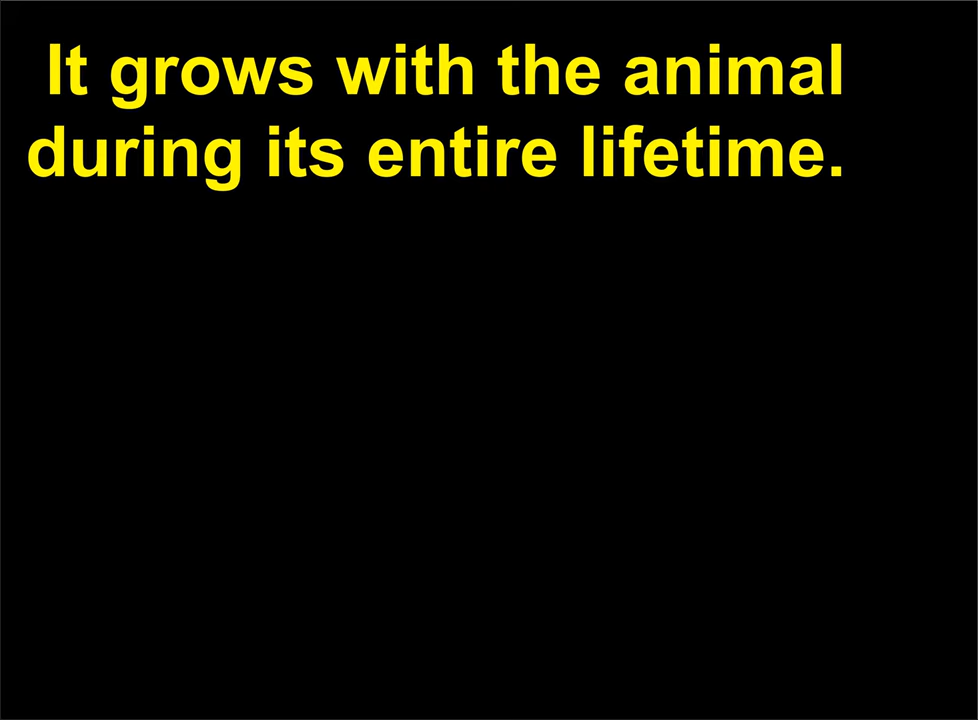 It grows with the animal
during its entire lifetime.